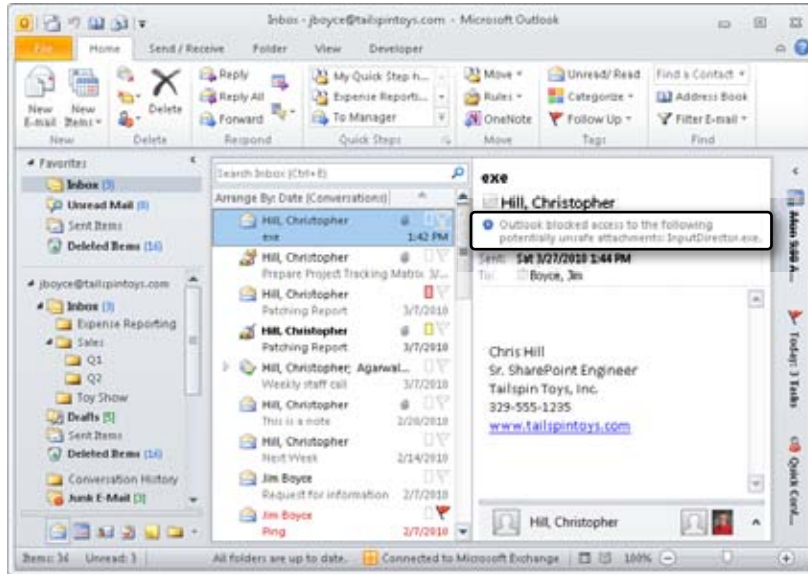 Inbox - jboyce@tailspintoys.com - Microsoft Outlook
File Home Send / Receive Folder View Developer
New E-mail
New Items
Delete
Reply
Reply All
Forward
My Quick Step h...
Expense Reporti...
To Manager
Move
Rules
OneNote
Unread/ Read
Categorize
Follow Up
Find a Contact
Address Book
Filter E-mail
New Delete Respond Quick Steps Move Tags Find
Favorites
Inbox (3)
Unread Mail (3)
Sent Items
Deleted Items (16)
jboyce@tailspintoys.com
Inbox (3)
Expense Reporting
Sales
Q1
Q2
Toy Show
Drafts [5]
Sent Items
Deleted Items (16)
Conversation History
Junk E-Mail [3]
Search Inbox (Ctrl+E)
Arrange By: Date (Conversations)
Hill, Christopher
exe 1:42 PM
Hill, Christopher
Prepare Project Tracking Matrix 3/...
Hill, Christopher
Patching Report 3/7/2010
Hill, Christopher
Patching Report 3/7/2010
Hill, Christopher; Agarwal...
Weekly staff call 3/7/2010
Hill, Christopher
This is a note 2/28/2010
Hill, Christopher
Next Week 2/14/2010
Jim Boyce
Request for information 2/7/2010
Jim Boyce
Ping 2/7/2010
exe
Hill, Christopher
Outlook blocked access to the following
potentially unsafe attachments: InputDirector.exe.
Sent: Sat 3/27/2010 1:44 PM
To: Boyce, Jim
Chris Hill
Sr. SharePoint Engineer
Tailspin Toys, Inc.
329-555-1235
www.tailspintoys.com
Hill, Christopher
Mon 9:00 A...
Today: 3 Tasks
Quick Cont...
Items: 36 Unread: 3 All folders are up to date. Connected to Microsoft Exchange 100%